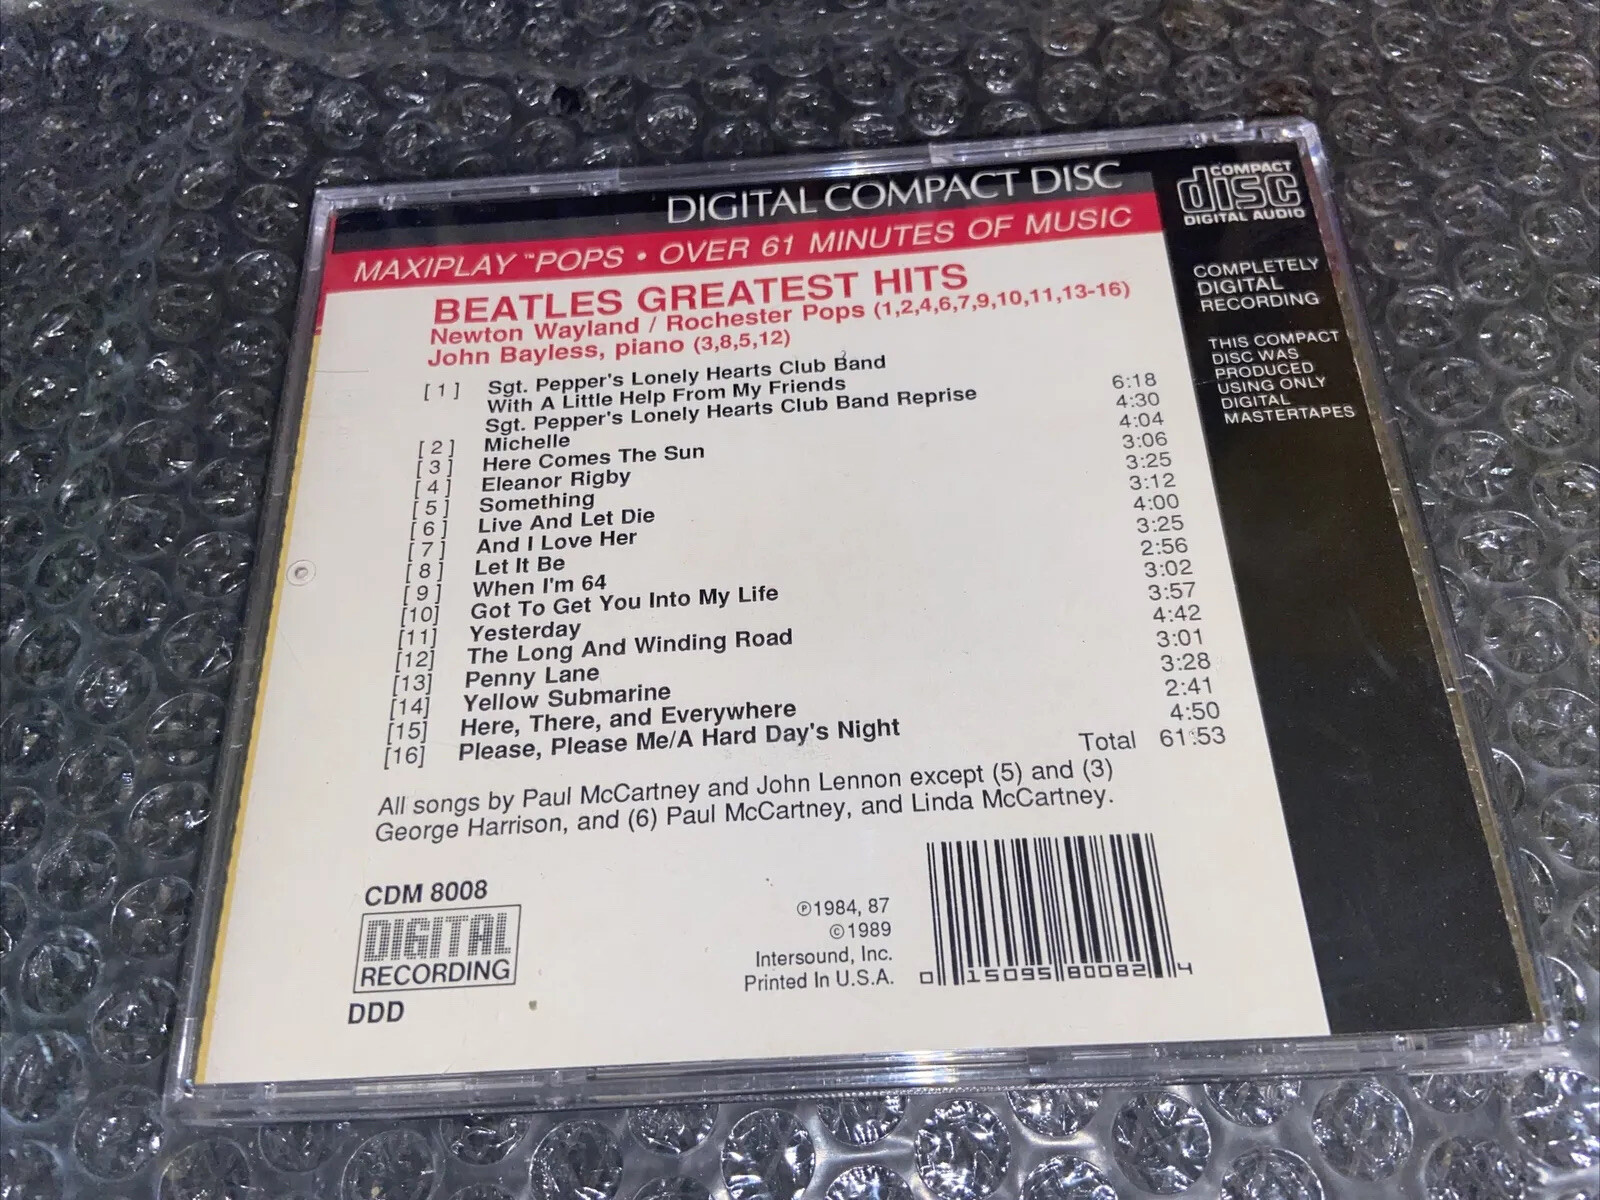 DIGITAL COMPACT DISC
COMPACT
disc
DIGITAL AUDIO
MAXIPLAY ™POPS • OVER 61 MINUTES OF MUSIC
BEATLES GREATEST HITS
Newton Wayland / Rochester Pops (1,2,4,6,7,9,10,11,13-16)
John Bayless, piano (3,8,5,12)
[ 1 ] Sgt. Pepper's Lonely Hearts Club Band
With A Little Help From My Friends
Sgt. Pepper's Lonely Hearts Club Band Reprise 6:18
[ 2 ] Michelle 4:30
[ 3 ] Here Comes The Sun 4:04
[ 4 ] Eleanor Rigby 3:06
[ 5 ] Something 3:25
[ 6 ] Live And Let Die 3:12
[ 7 ] And I Love Her 4:00
[ 8 ] Let It Be 3:25
[ 9 ] When I'm 64 2:56
[10] Got To Get You Into My Life 3:02
[11] Yesterday 3:57
[12] The Long And Winding Road 4:42
[13] Penny Lane 3:01
[14] Yellow Submarine 3:28
[15] Here, There, and Everywhere 2:41
[16] Please, Please Me/A Hard Day's Night 4:50
Total 61:53
All songs by Paul McCartney and John Lennon except (5) and (3)
George Harrison, and (6) Paul McCartney, and Linda McCartney.
CDM 8008
DIGITAL
RECORDING
DDD
℗1984, 87
©1989
Intersound, Inc.
Printed In U.S.A.
0 15095 80082 4
COMPLETELY
DIGITAL
RECORDING
THIS COMPACT
DISC WAS
PRODUCED
USING ONLY
DIGITAL
MASTERTAPES